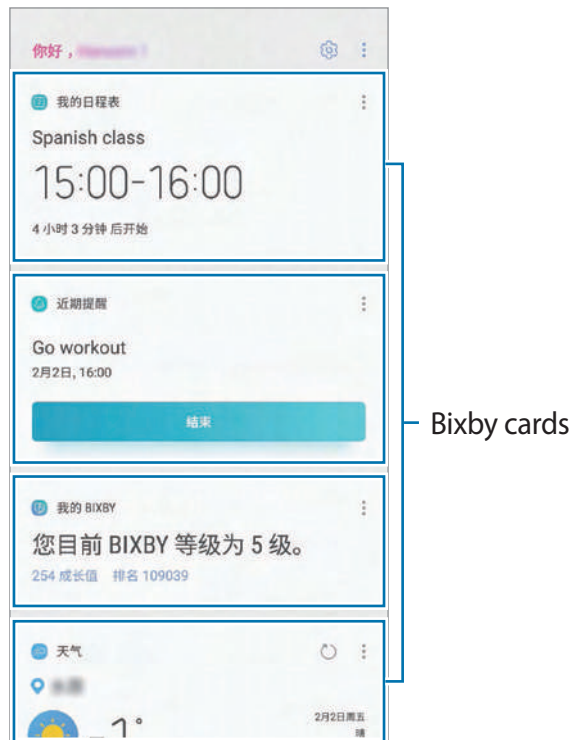 你好，
我的日程表
Spanish class
15:00-16:00
4 小时 3 分钟 后开始
近期提醒
Go workout
2月2日, 16:00
结束
Bixby cards
我的 BIXBY
您目前 BIXBY 等级为 5 级。
254 成长值 排名 109039
天气
-1°
2月2日周五
晴